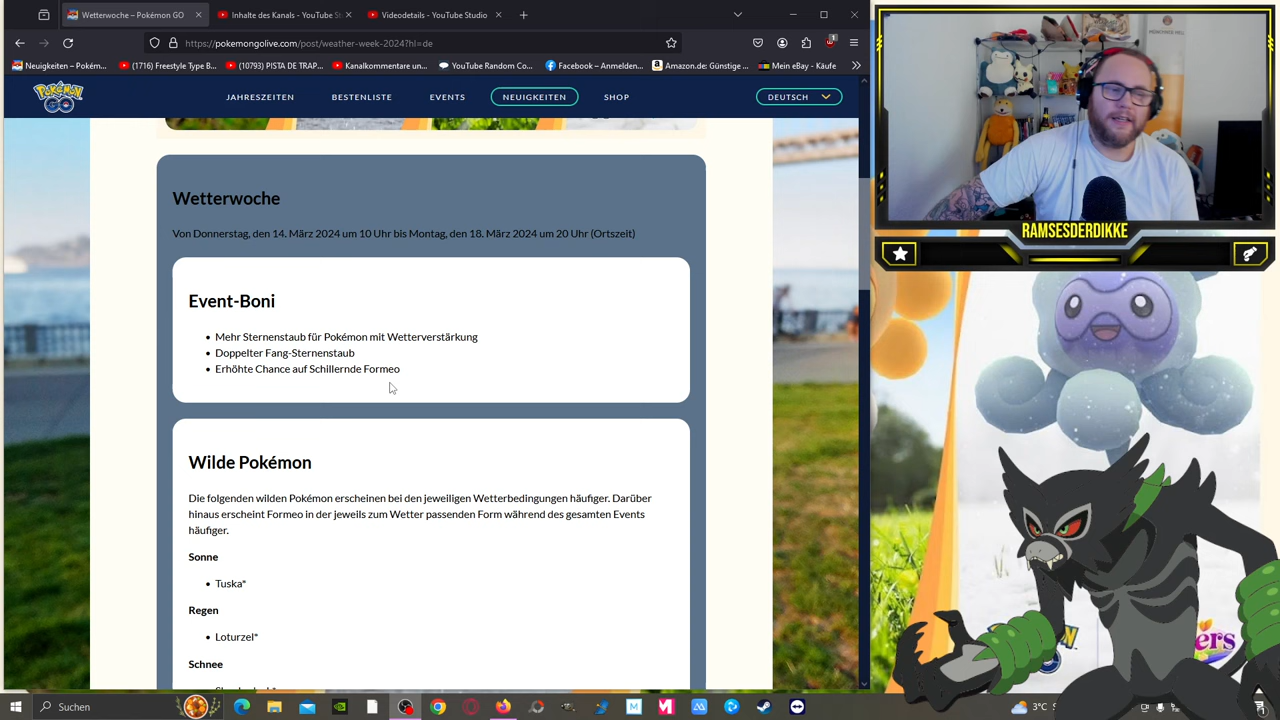 Wetterwoche – Pokémon GO
Inhalte des Kanals - YouTube St
Videodetails - YouTube Studio
https://pokemongolive.com/post/weather-week-2024?hl=de
Neuigkeiten – Pokém...
(1716) Freestyle Type B...
(10793) PISTA DE TRAP...
Kanalkommentare un...
YouTube Random Co...
Facebook – Anmelden...
Amazon.de: Günstige ...
Mein eBay - Käufe
POKÉMON GO
JAHRESZEITEN
BESTENLISTE
EVENTS
NEUIGKEITEN
SHOP
DEUTSCH
Wetterwoche
Von Donnerstag, den 14. März 2024 um 10 Uhr bis Montag, den 18. März 2024 um 20 Uhr (Ortszeit)
Event-Boni
Mehr Sternenstaub für Pokémon mit Wetterverstärkung
Doppelter Fang-Sternenstaub
Erhöhte Chance auf Schillernde Formeo
Wilde Pokémon
Die folgenden wilden Pokémon erscheinen bei den jeweiligen Wetterbedingungen häufiger. Darüber
hinaus erscheint Formeo in der jeweils zum Wetter passenden Form während des gesamten Events
häufiger.
Sonne
Tuska*
Regen
Loturzel*
Schnee
RAMSESDERDIKKE
Suchen
3°C